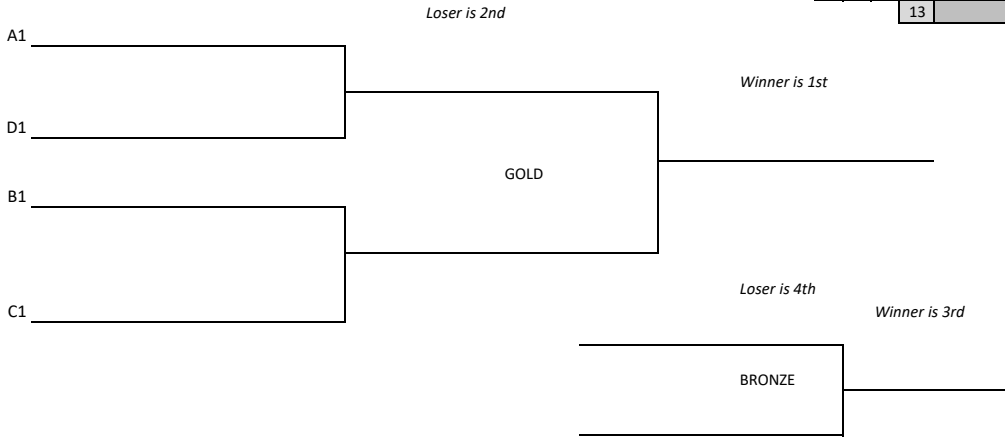 Loser is 2nd
13
A1
Winner is 1st
D1
GOLD
B1
Loser is 4th
C1
Winner is 3rd
BRONZE